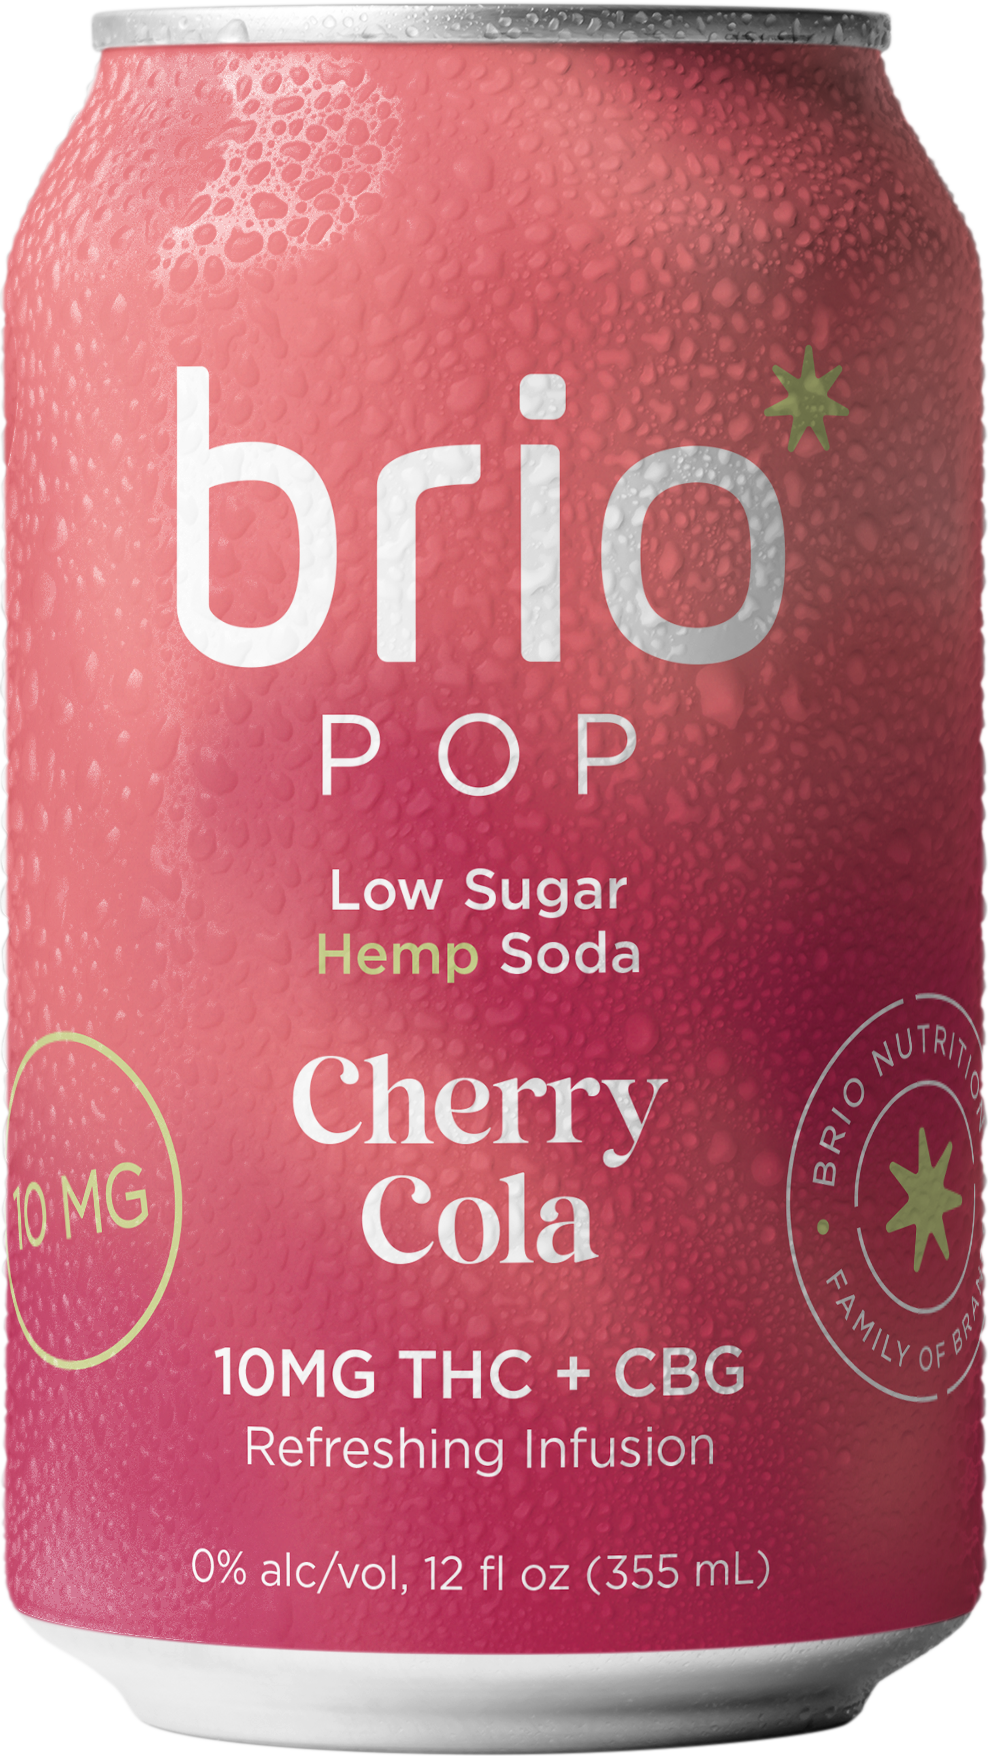 brio
POP
Low Sugar
Hemp Soda
Cherry
Cola
10 MG
BRIO NUTRITION
FAMILY OF
10MG THC + CBG
Refreshing Infusion
0% alc/vol, 12 fl oz (355 mL)